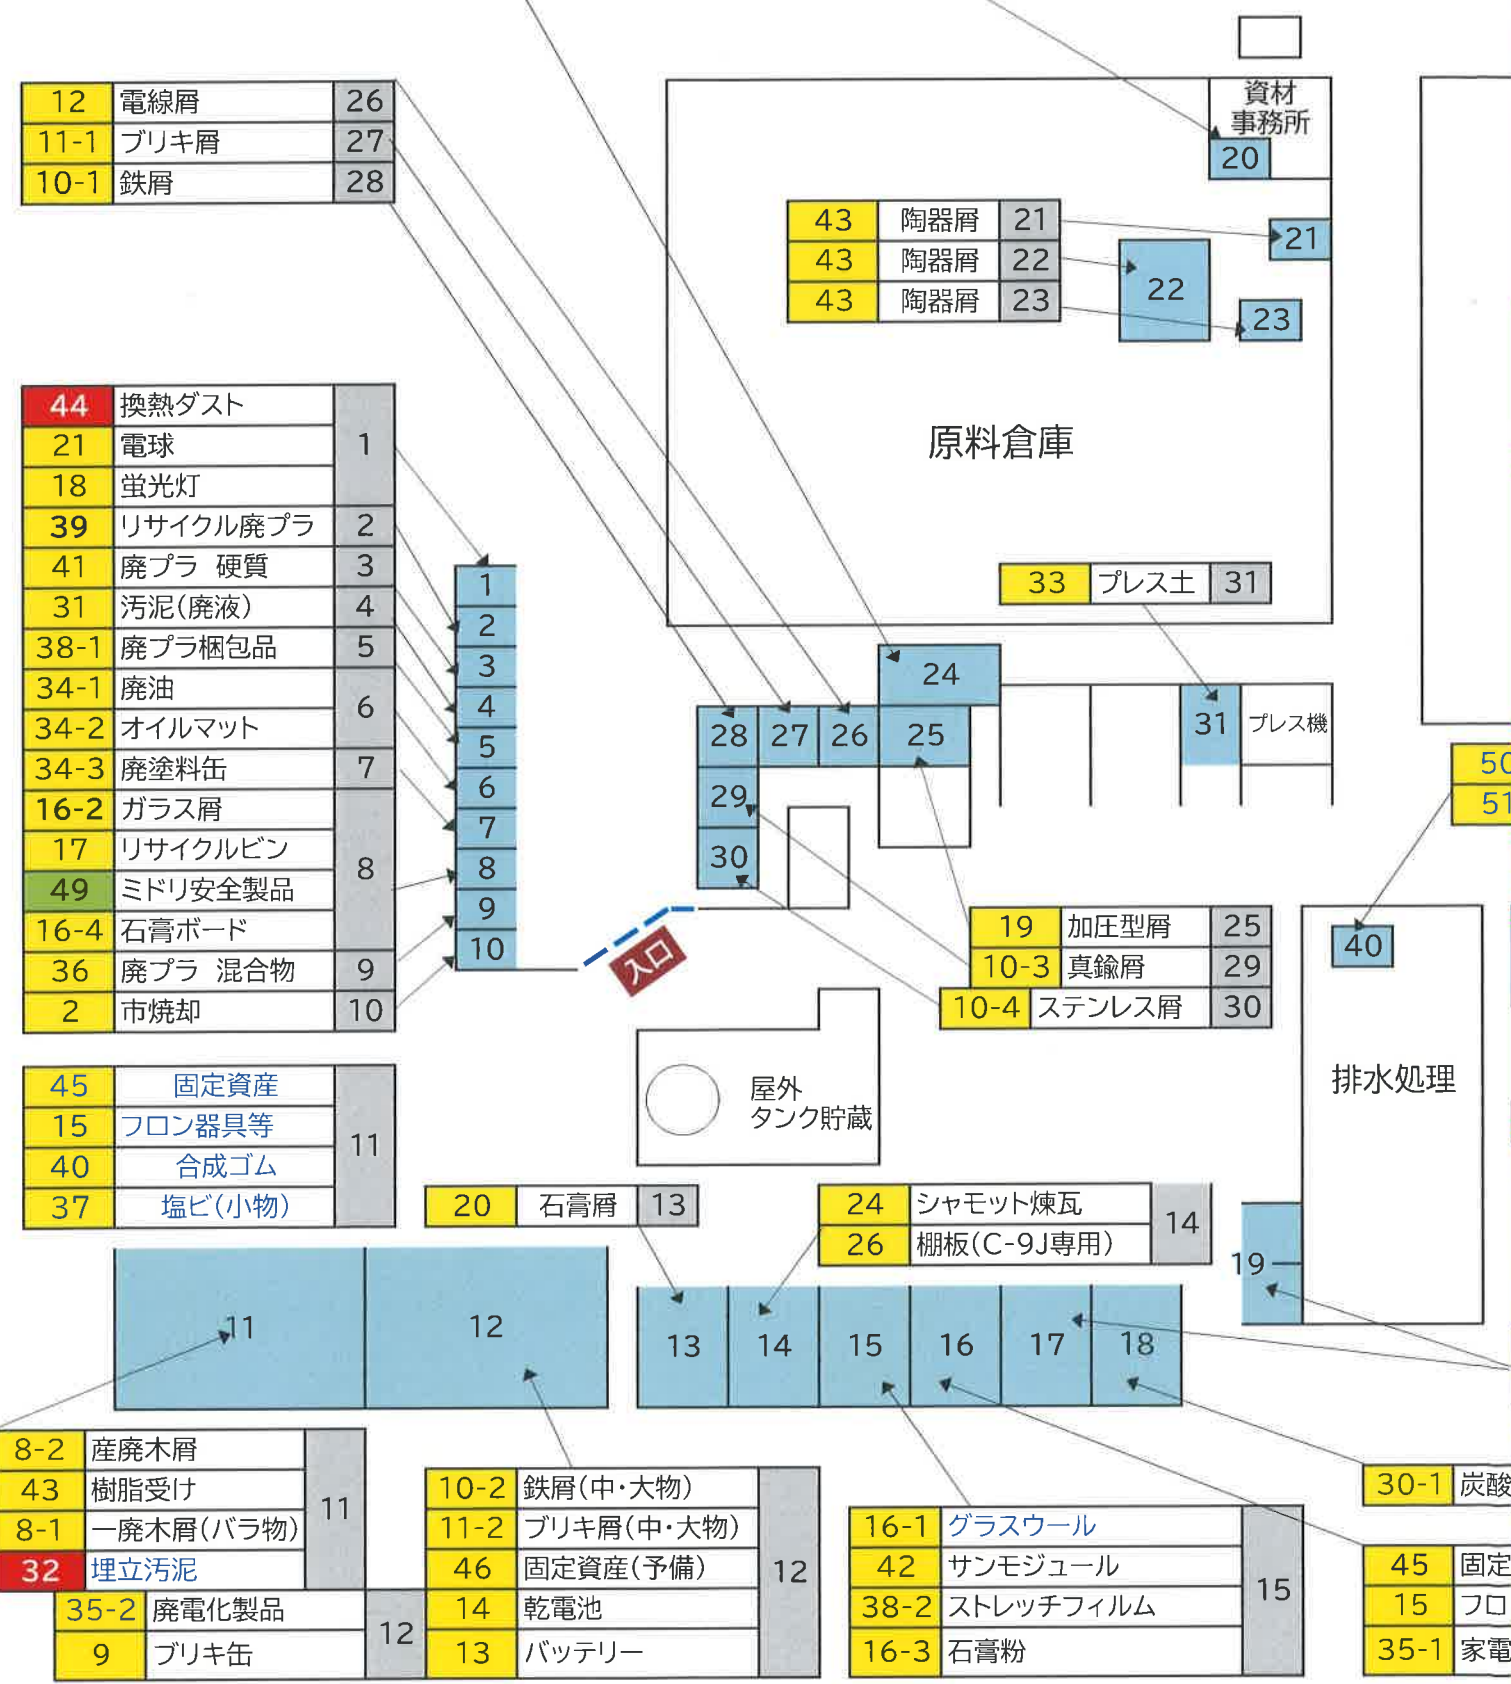 12 電線屑 26
11-1 ブリキ屑 27
10-1 鉄屑 28
資材
事務所
20
43 陶器屑 21
43 陶器屑 22
43 陶器屑 23
21
22
23
原料倉庫
44 換熱ダスト
21 電球 1
18 蛍光灯
39 リサイクル廃プラ 2
41 廃プラ 硬質 3
31 汚泥(廃液) 4
38-1 廃プラ梱包品 5
34-1 廃油
34-2 オイルマット 6
34-3 廃塗料缶 7
16-2 ガラス屑
17 リサイクルビン
49 ミドリ安全製品 8
16-4 石膏ボード
36 廃プラ 混合物 9
2 市焼却 10
1
2
3
4
5
6
7
8
9
10
33 プレス土 31
24
28 27 26 25
29
30
31 プレス機
50
51
入口
19 加圧型屑 25
10-3 真鍮屑 29
10-4 ステンレス屑 30
40
排水処理
屋外
タンク貯蔵
45 固定資産
15 フロン器具等
40 合成ゴム
37 塩ビ(小物)
11
20 石膏屑 13
24 シャモット煉瓦
26 棚板(C-9J専用)
14
19
11 12
13 14 15 16 17 18
8-2 産廃木屑
43 樹脂受け
8-1 一廃木屑(バラ物)
32 埋立汚泥
11
35-2 廃電化製品
9 ブリキ缶
12
10-2 鉄屑(中・大物)
11-2 ブリキ屑(中・大物)
46 固定資産(予備)
14 乾電池
13 バッテリー
12
16-1 グラスウール
42 サンモジュール
38-2 ストレッチフィルム
16-3 石膏粉
15
30-1 炭酸
45 固定
15 フロ
35-1 家電